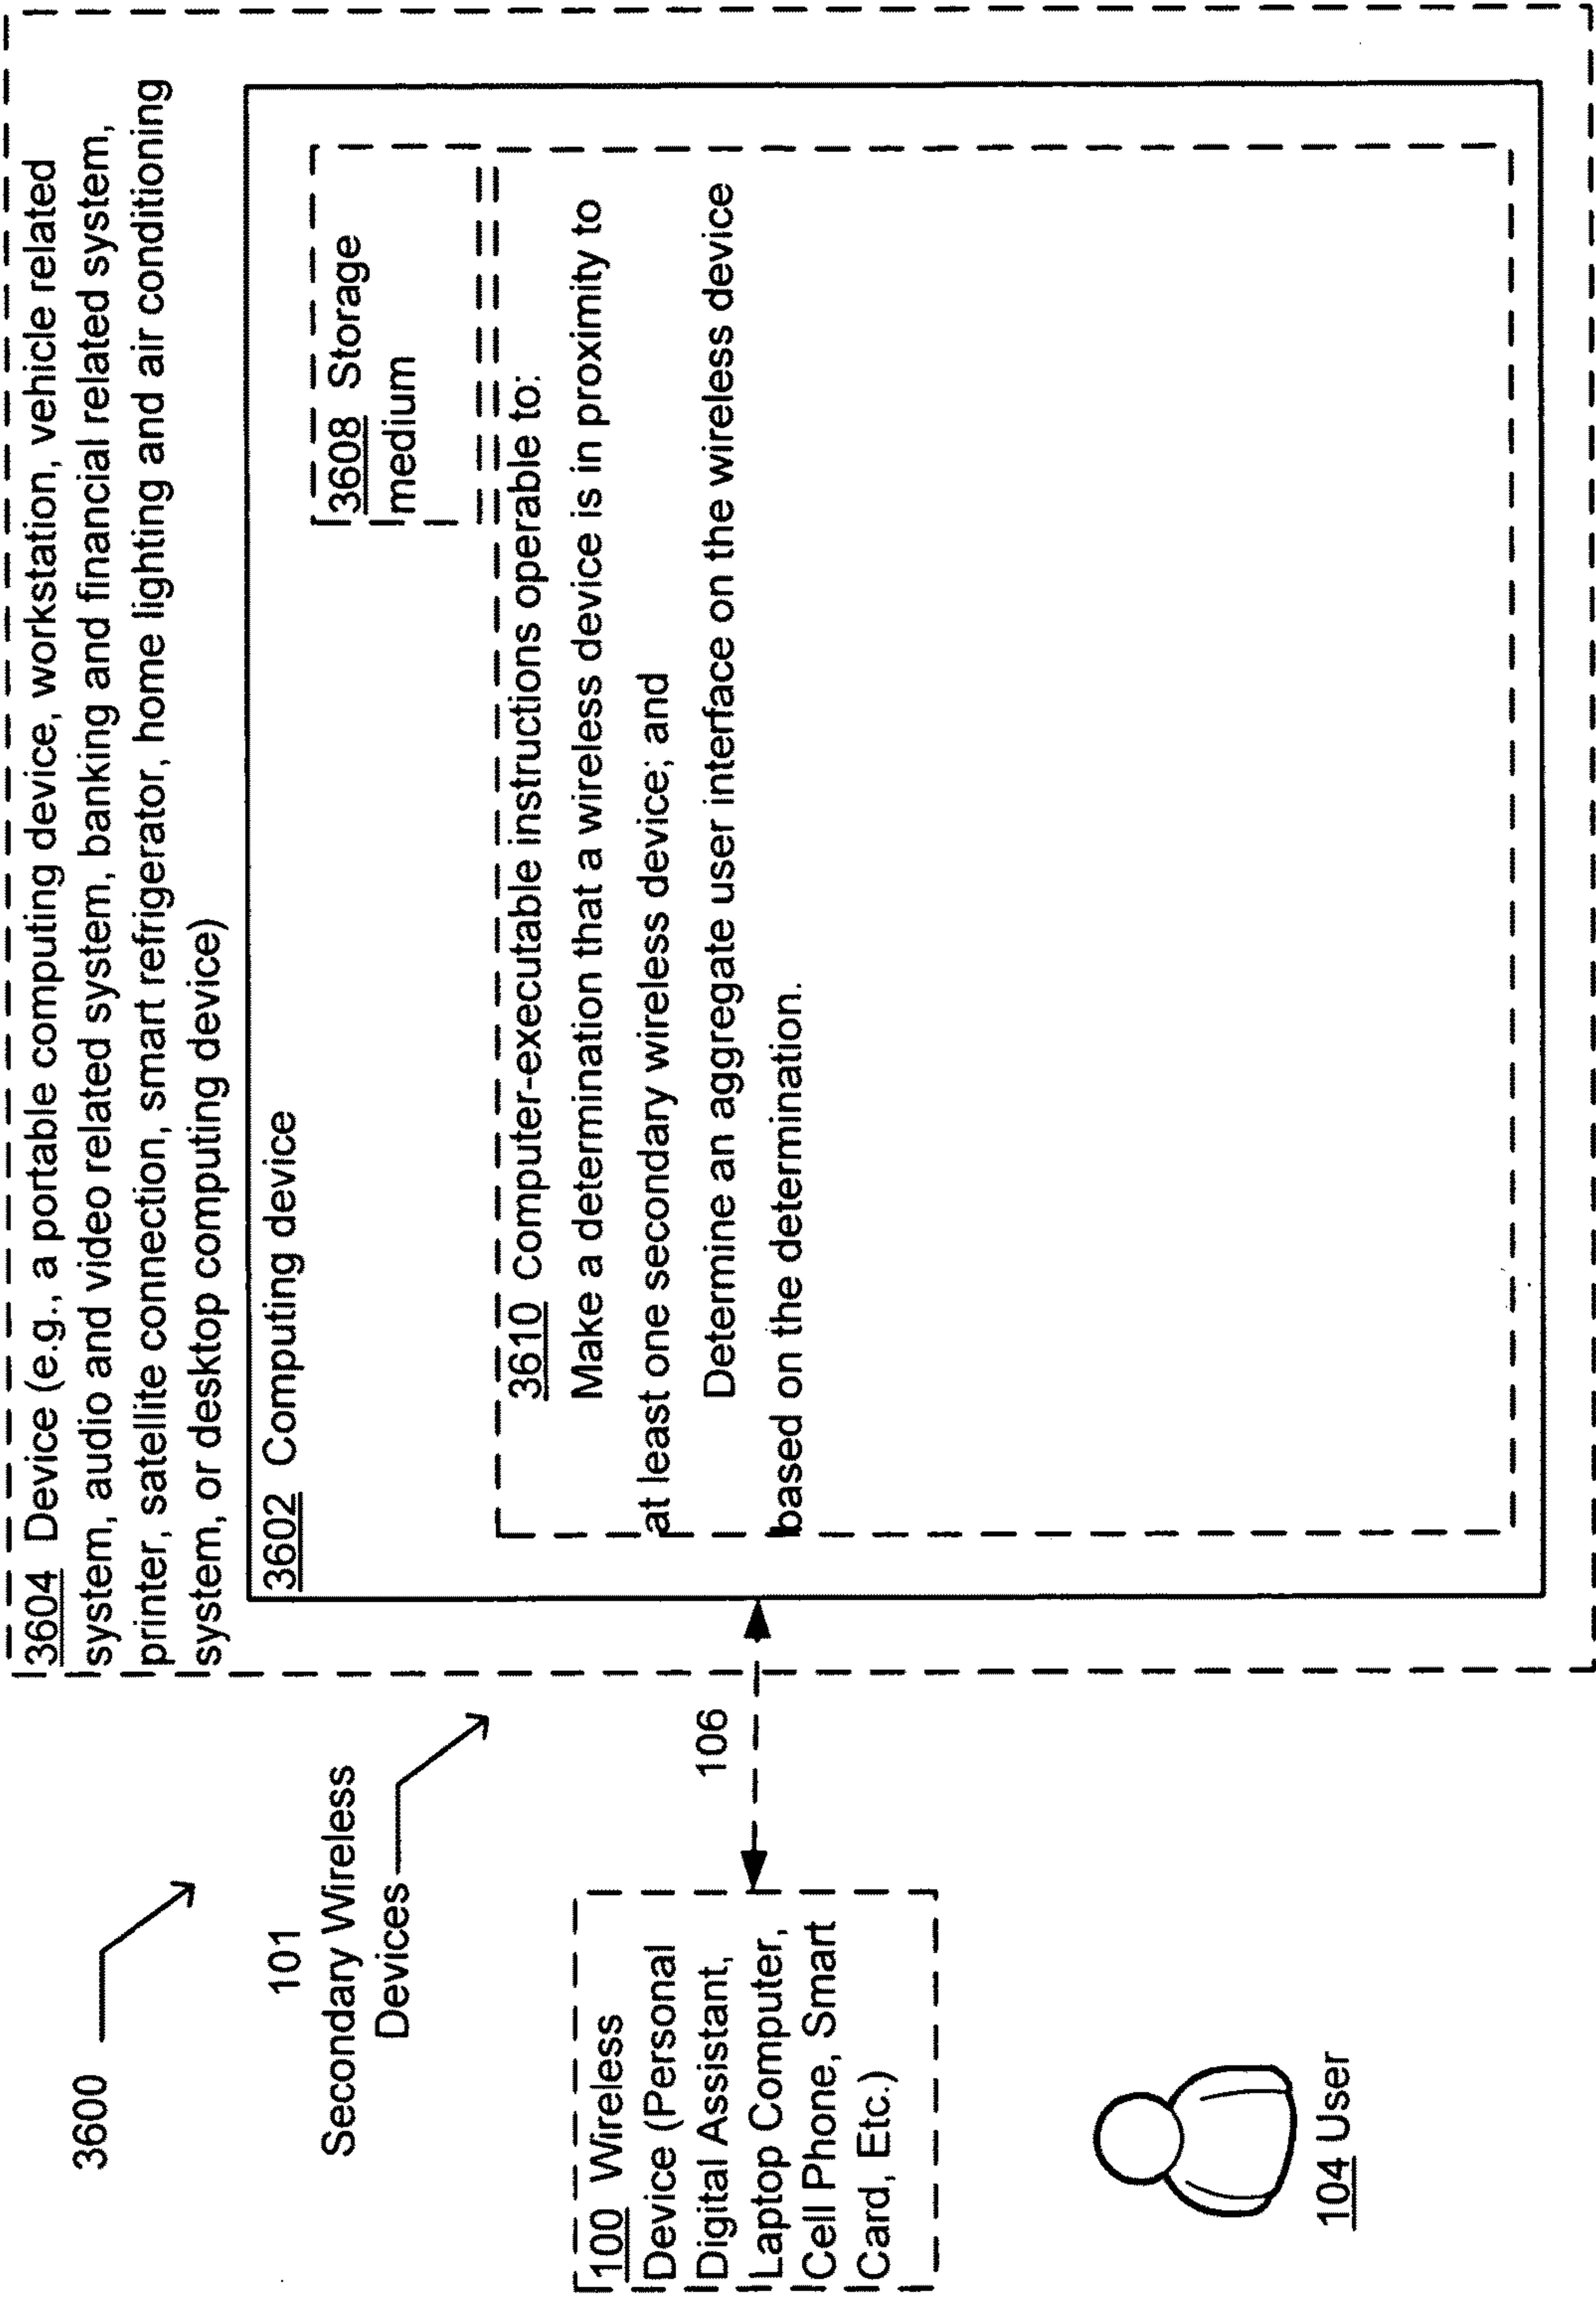 3600
101
Secondary Wireless
Devices
100 Wireless
Device (Personal
Digital Assistant,
Laptop Computer,
Cell Phone, Smart
Card, Etc.)
106
104 User
3604 Device (e.g., a portable computing device, workstation, vehicle related
system, audio and video related system, banking and financial related system,
printer, satellite connection, smart refrigerator, home lighting and air conditioning
system, or desktop computing device)
3602 Computing device
3608 Storage
medium
3610 Computer-executable instructions operable to:
Make a determination that a wireless device is in proximity to
at least one secondary wireless device; and
Determine an aggregate user interface on the wireless device
based on the determination.